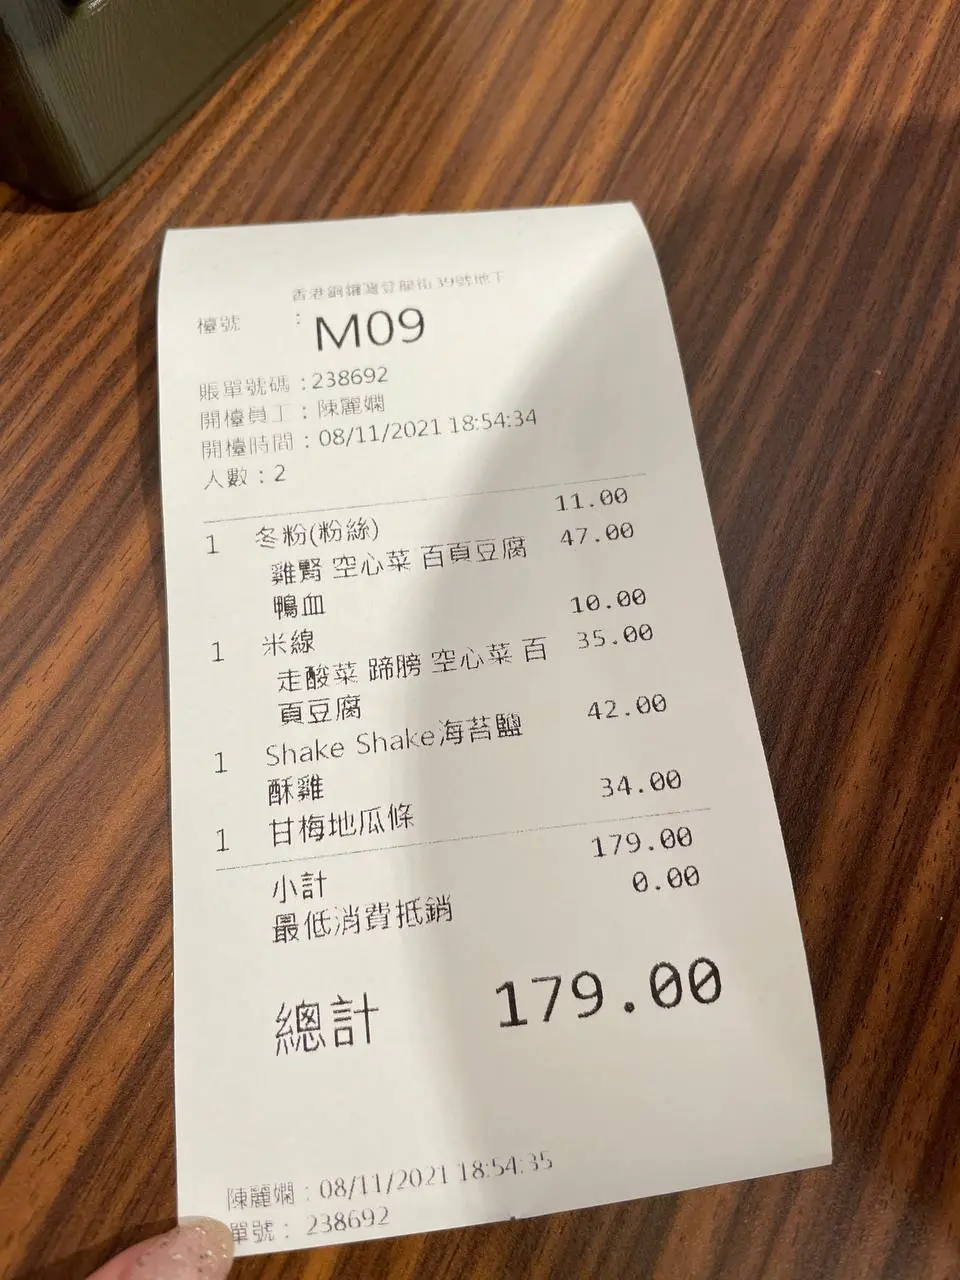 香港銅鑼灣登龍街39號地下
檯號 : M09
賬單號碼 : 238692
開檯員工 : 陳麗嫻
開檯時間 : 08/11/2021 18:54:34
人數 : 2
1 冬粉(粉絲) 11.00
雞腎 空心菜 百頁豆腐 47.00
鴨血
1 米線 10.00
走酸菜 蹄膀 空心菜 百 35.00
頁豆腐
1 Shake Shake海苔鹽 42.00
酥雞
1 甘梅地瓜條 34.00
小計 179.00
最低消費抵銷 0.00
總計 179.00
陳麗嫻 : 08/11/2021 18:54:35
單號 : 238692